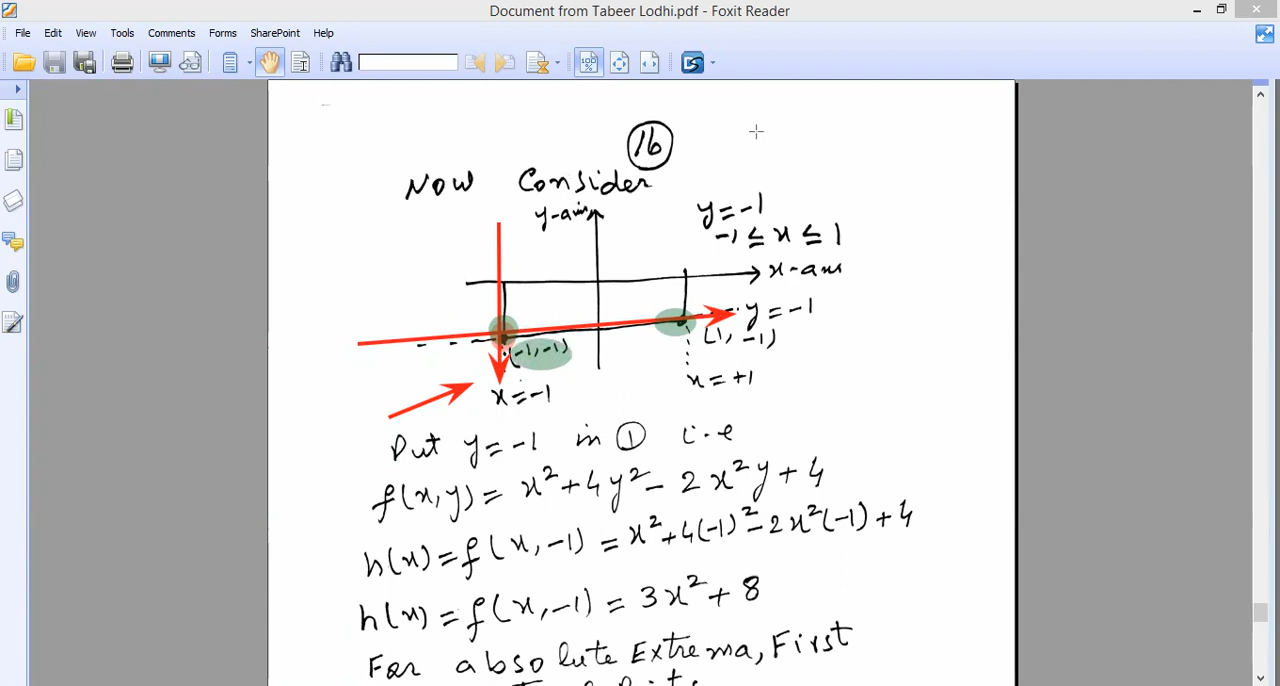 Document from Tabeer Lodhi.pdf - Foxit Reader
File Edit View Tools Comments Forms SharePoint Help
16
Now Consider
y-axis
y = -1
-1 ≤ x ≤ 1
x-axis
y = -1
(1, -1)
(-1, -1)
x = +1
x = -1
Put y = -1 in ① i.e
f(x,y) = x² + 4y² - 2x²y + 4
h(x) = f(x, -1) = x² + 4(-1)² - 2x²(-1) + 4
h(x) = f(x, -1) = 3x² + 8
For absolute Extrema, First